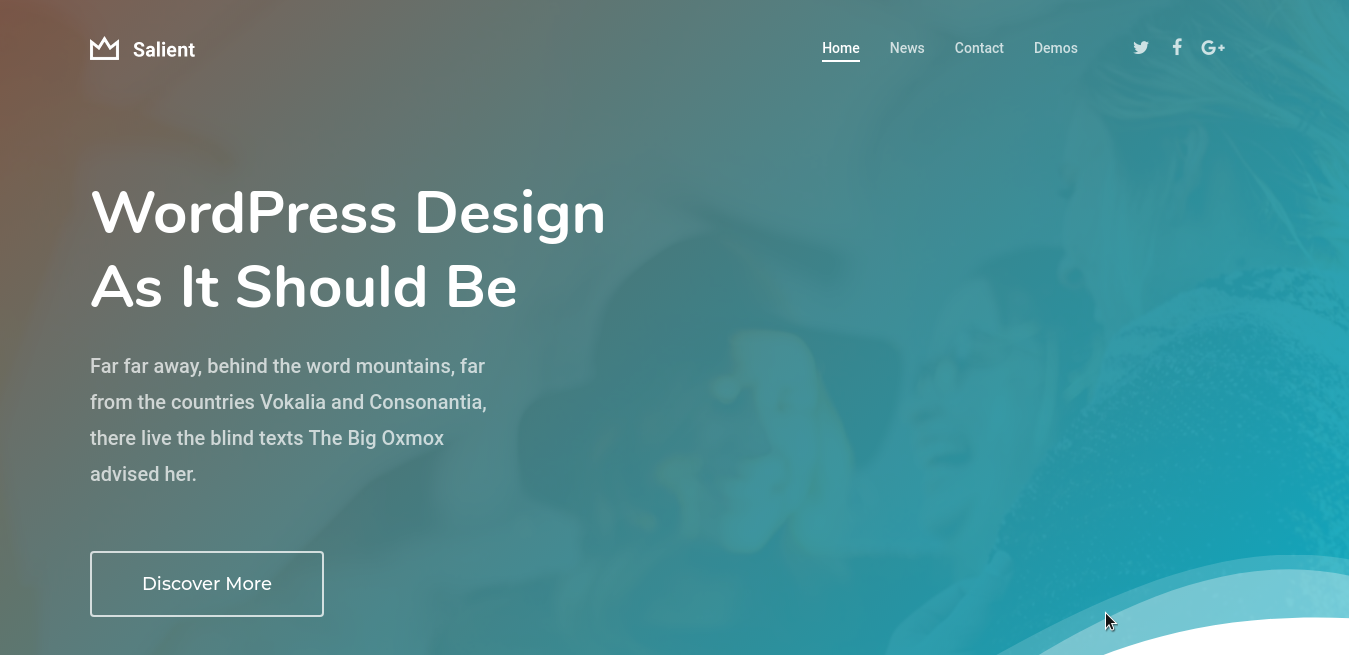 Salient
Home News Contact Demos
WordPress Design
As It Should Be
Far far away, behind the word mountains, far
from the countries Vokalia and Consonantia,
there live the blind texts The Big Oxmox
advised her.
Discover More